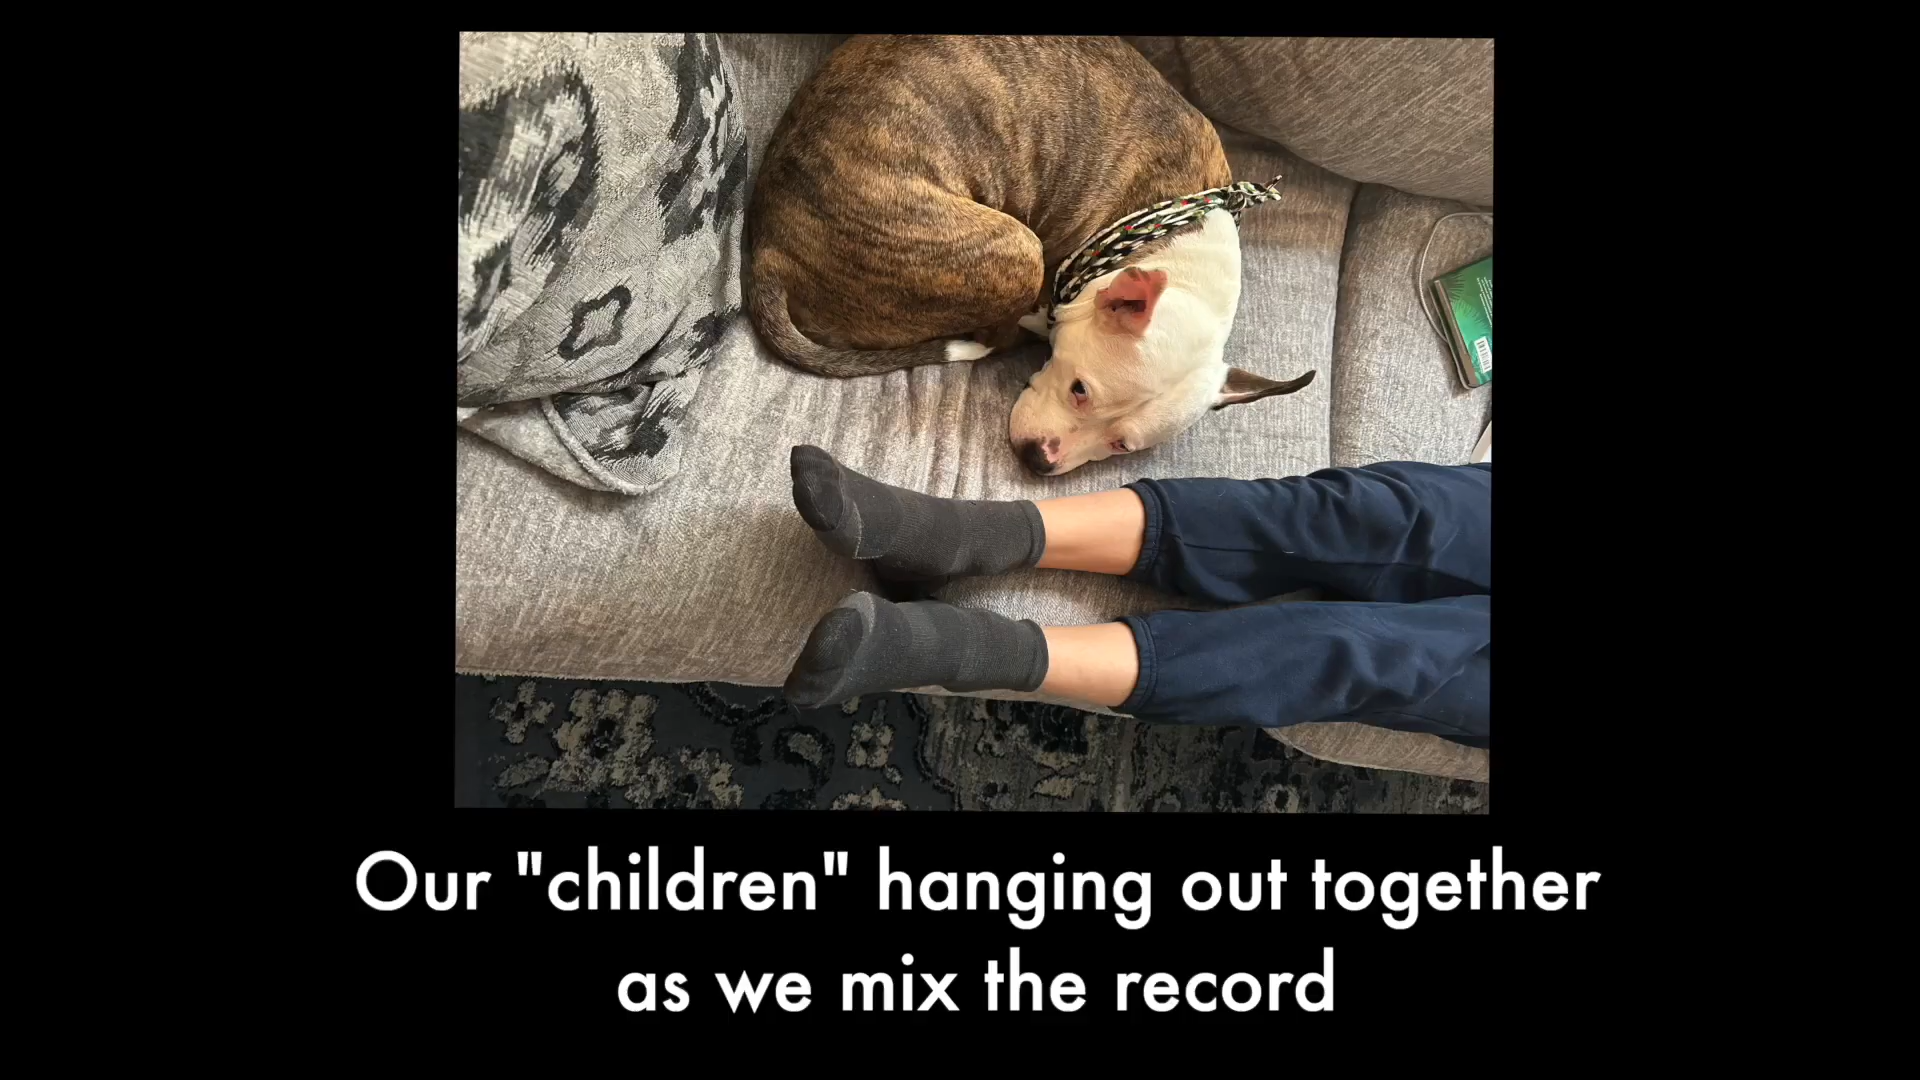 Our "children" hanging out together
as we mix the record